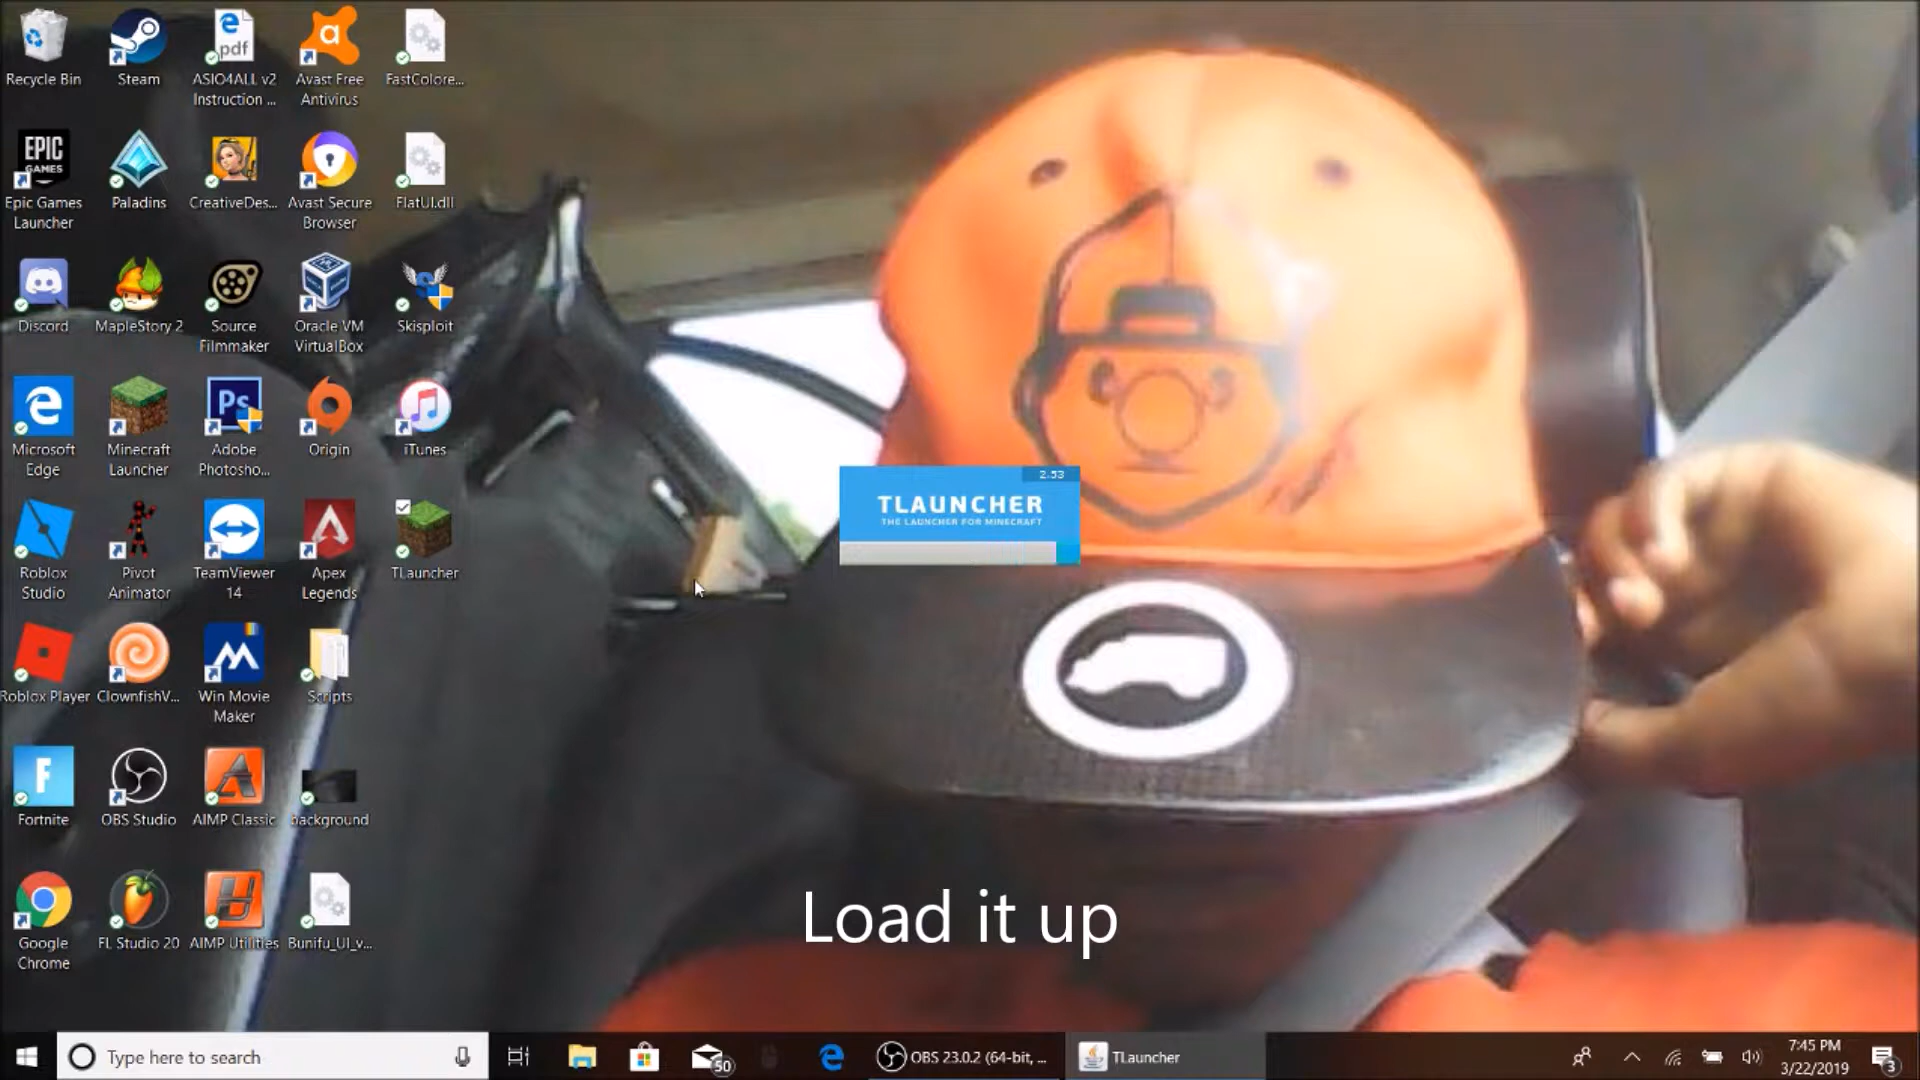 Recycle Bin
Steam
pdf
ASIO4ALL v2
Instruction ...
Avast Free
Antivirus
FastColore...
EPIC
GAMES
Epic Games
Launcher
Paladins
CreativeDes...
Avast Secure
Browser
FlatUI.dll
Discord
MapleStory 2
Source
Filmmaker
Oracle VM
VirtualBox
Skisploit
Microsoft
Edge
Minecraft
Launcher
Ps
Adobe
Photosho...
Origin
iTunes
Roblox
Studio
Pivot
Animator
TeamViewer
14
Apex
Legends
TLauncher
2.53
TLAUNCHER
THE LAUNCHER FOR MINECRAFT
Roblox Player
ClownfishV...
Win Movie
Maker
Scripts
Fortnite
OBS Studio
AIMP Classic
background
Google
Chrome
FL Studio 20
AIMP Utilities
Bunifu_UI_v...
Load it up
Type here to search
50
OBS 23.0.2 (64-bit, ...
TLauncher
7:45 PM
3/22/2019
3